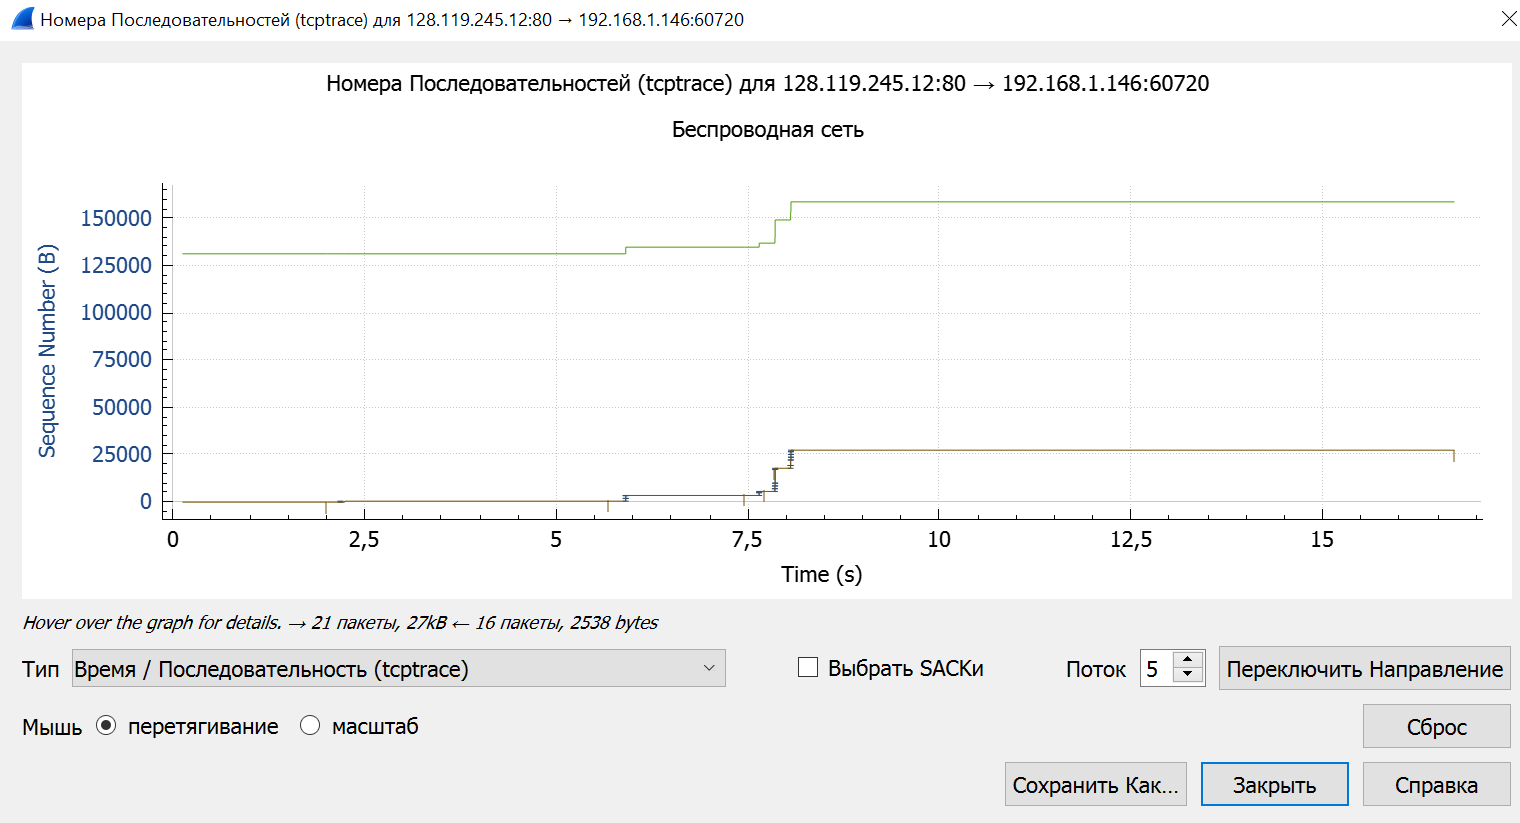 Номера Последовательностей (tcptrace) для 128.119.245.12:80 → 192.168.1.146:60720
Номера Последовательностей (tcptrace) для 128.119.245.12:80 → 192.168.1.146:60720
Беспроводная сеть
Sequence Number (B)
150000
125000
100000
75000
50000
25000
0
0 2,5 5 7,5 10 12,5 15
Time (s)
Hover over the graph for details. → 21 пакеты, 27kB ← 16 пакеты, 2538 bytes
Тип Время / Последовательность (tcptrace) Выбрать SACKи Поток 5 Переключить Направление
Мышь перетягивание масштаб Сброс
Сохранить Как... Закрыть Справка